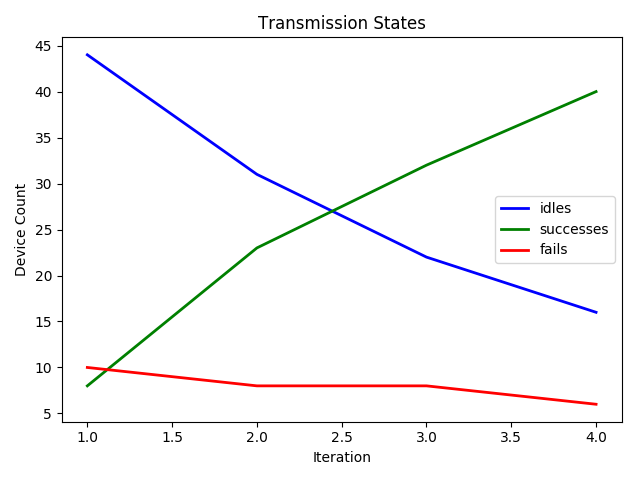 Transmission States
Device Count
45
40
35
30
25
20
15
10
5
idles
successes
fails
1.0 1.5 2.0 2.5 3.0 3.5 4.0
Iteration